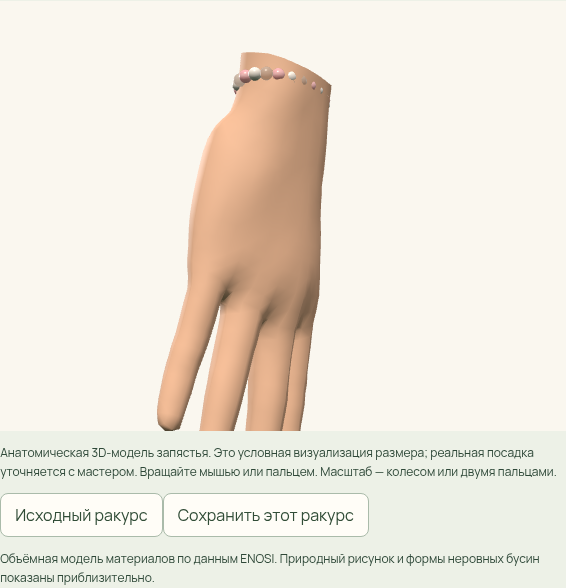 Анатомическая 3D-модель запястья. Это условная визуализация размера; реальная посадка
уточняется с мастером. Вращайте мышью или пальцем. Масштаб — колесом или двумя пальцами.
Исходный ракурс
Сохранить этот ракурс
Объёмная модель материалов по данным ENOSI. Природный рисунок и формы неровных бусин
показаны приблизительно.